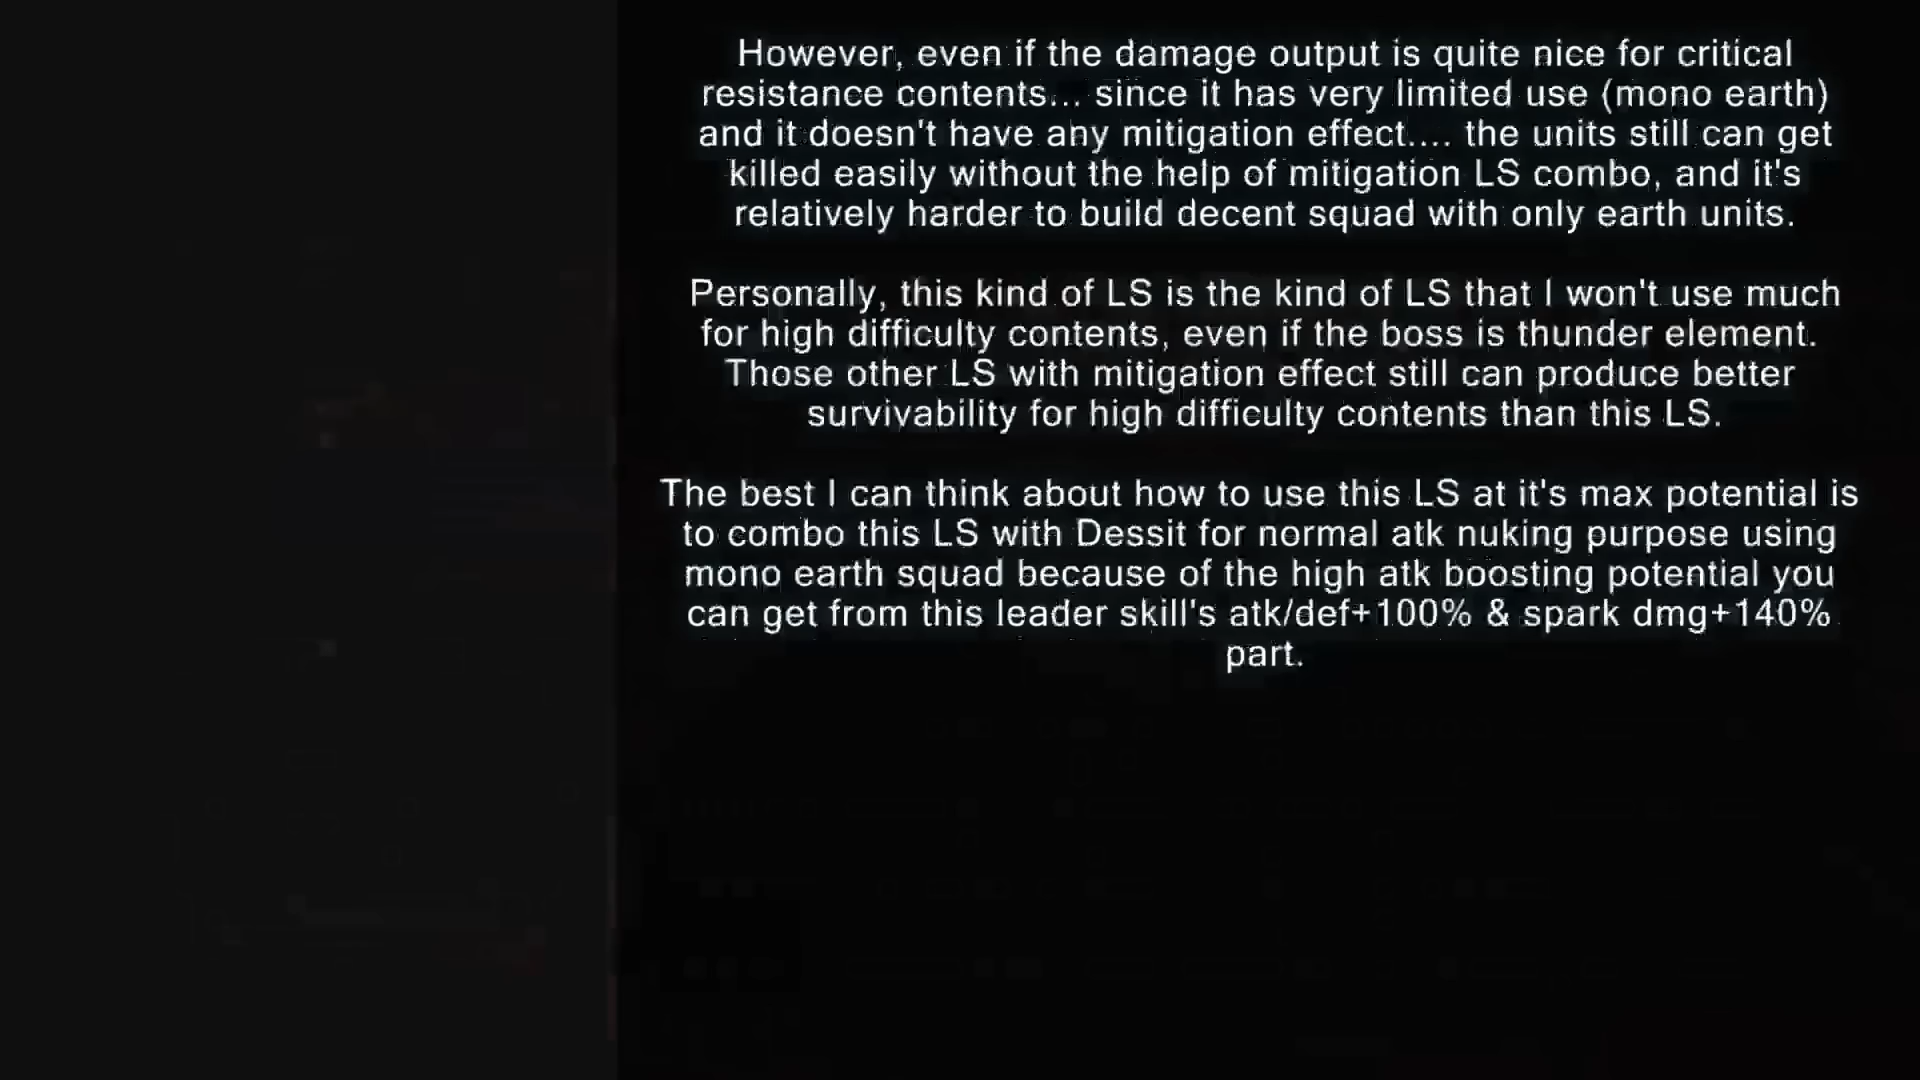 However, even if the damage output is quite nice for critical
resistance contents... since it has very limited use (mono earth)
and it doesn't have any mitigation effect.... the units still can get
killed easily without the help of mitigation LS combo, and it's
relatively harder to build decent squad with only earth units.
Personally, this kind of LS is the kind of LS that I won't use much
for high difficulty contents, even if the boss is thunder element.
Those other LS with mitigation effect still can produce better
survivability for high difficulty contents than this LS.
The best I can think about how to use this LS at it's max potential is
to combo this LS with Dessit for normal atk nuking purpose using
mono earth squad because of the high atk boosting potential you
can get from this leader skill's atk/def+100% & spark dmg+140%
part.